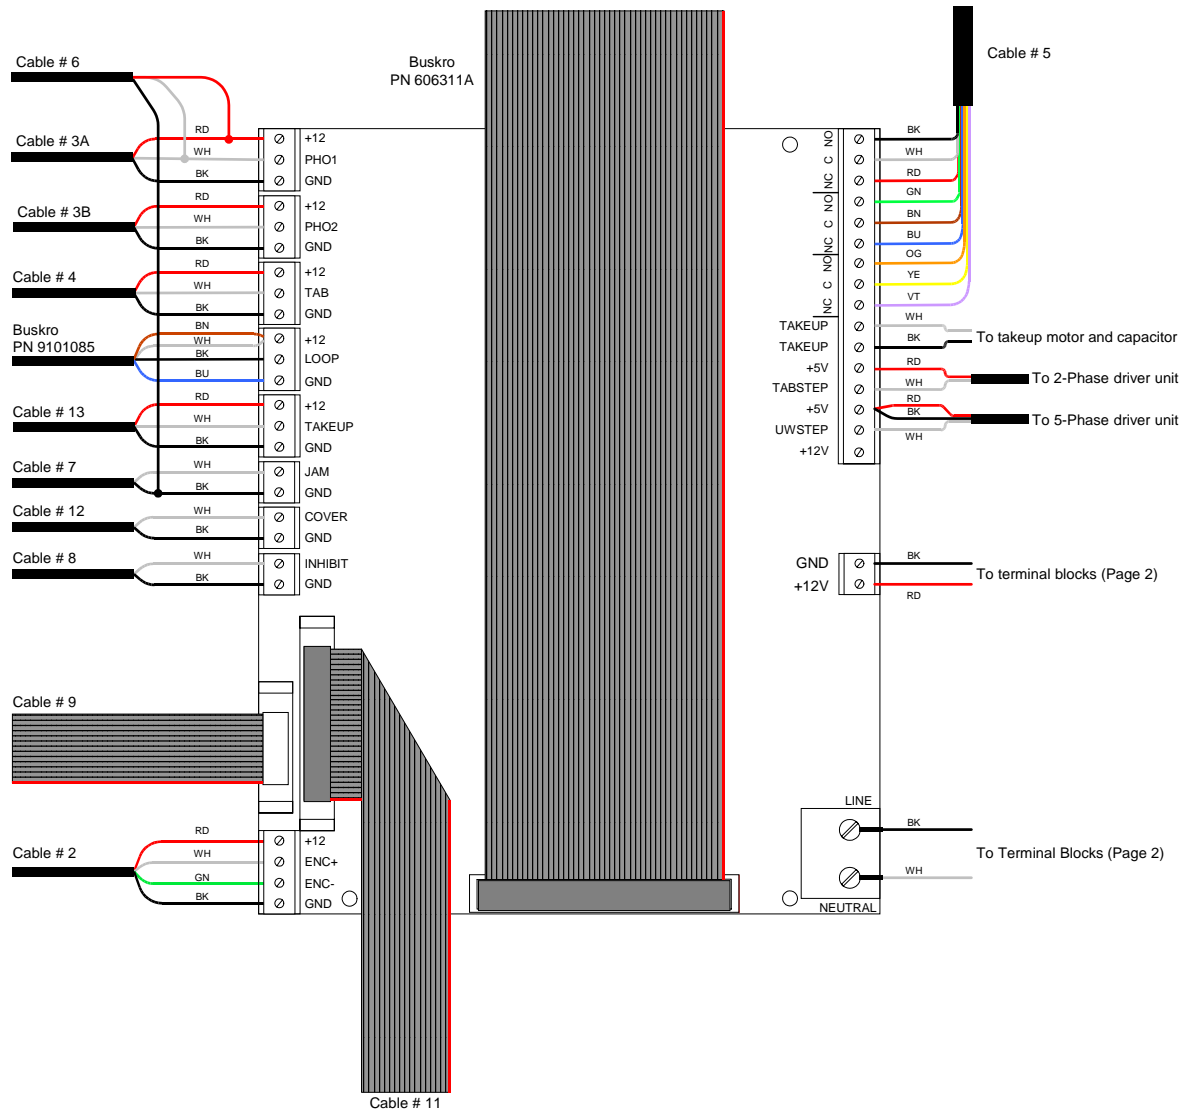 Cable # 6
Buskro
PN 606311A
Cable # 5
Cable # 3A
RD
WH
BK
+12
PHO1
GND
Cable # 3B
RD
WH
BK
+12
PHO2
GND
Cable # 4
RD
WH
BK
+12
TAB
GND
Buskro
PN 9101085
BN
WH
BK
BU
+12
LOOP
GND
Cable # 13
RD
WH
BK
+12
TAKEUP
GND
Cable # 7
WH
BK
JAM
GND
Cable # 12
WH
BK
COVER
GND
Cable # 8
WH
BK
INHIBIT
GND
Cable # 9
Cable # 2
RD
WH
GN
BK
+12
ENC+
ENC-
GND
Cable # 11
NO
C
NC
NO
C
NC
NO
C
NC
BK
WH
RD
GN
BN
BU
OG
YE
VT
TAKEUP
WH
TAKEUP
BK
To takeup motor and capacitor
+5V
RD
TABSTEP
WH
To 2-Phase driver unit
+5V
RD
BK
UWSTEP
WH
To 5-Phase driver unit
+12V
GND
BK
+12V
RD
To terminal blocks (Page 2)
LINE
BK
WH
NEUTRAL
To Terminal Blocks (Page 2)